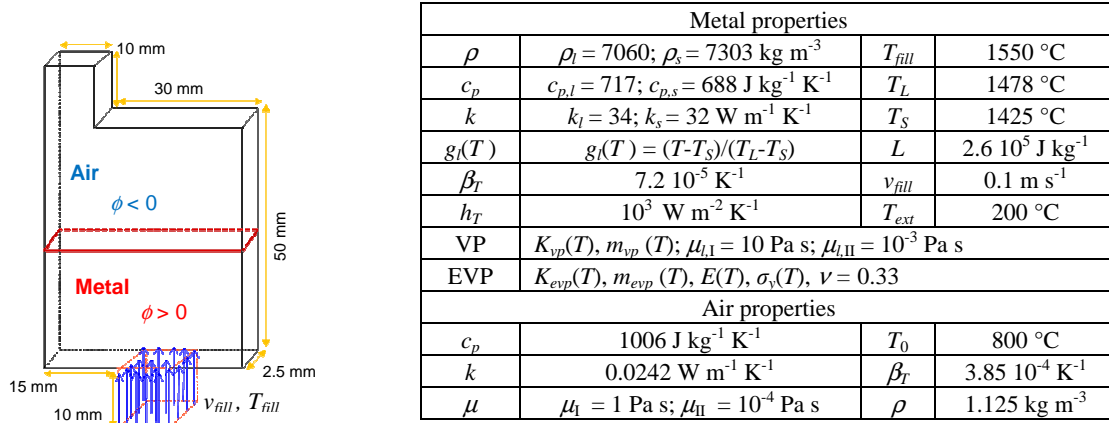 10 mm
30 mm
Air
ϕ < 0
50 mm
Metal
ϕ > 0
15 mm
2.5 mm
10 mm
v_fill, T_fill
Metal properties
ρ ρ_l = 7060; ρ_s = 7303 kg m⁻³ T_fill 1550 °C
c_p c_p,l = 717; c_p,s = 688 J kg⁻¹ K⁻¹ T_L 1478 °C
k k_l = 34; k_s = 32 W m⁻¹ K⁻¹ T_S 1425 °C
g_l(T) g_l(T) = (T-T_S)/(T_L-T_S) L 2.6 10⁵ J kg⁻¹
β_T 7.2 10⁻⁵ K⁻¹ v_fill 0.1 m s⁻¹
h_T 10³ W m⁻² K⁻¹ T_ext 200 °C
VP K_vp(T), m_vp (T); μ_l,I = 10 Pa s; μ_l,II = 10⁻³ Pa s
EVP K_evp(T), m_evp (T), E(T), σ_y(T), ν = 0.33
Air properties
c_p 1006 J kg⁻¹ K⁻¹ T_0 800 °C
k 0.0242 W m⁻¹ K⁻¹ β_T 3.85 10⁻⁴ K⁻¹
μ μ_I = 1 Pa s; μ_II = 10⁻⁴ Pa s ρ 1.125 kg m⁻³